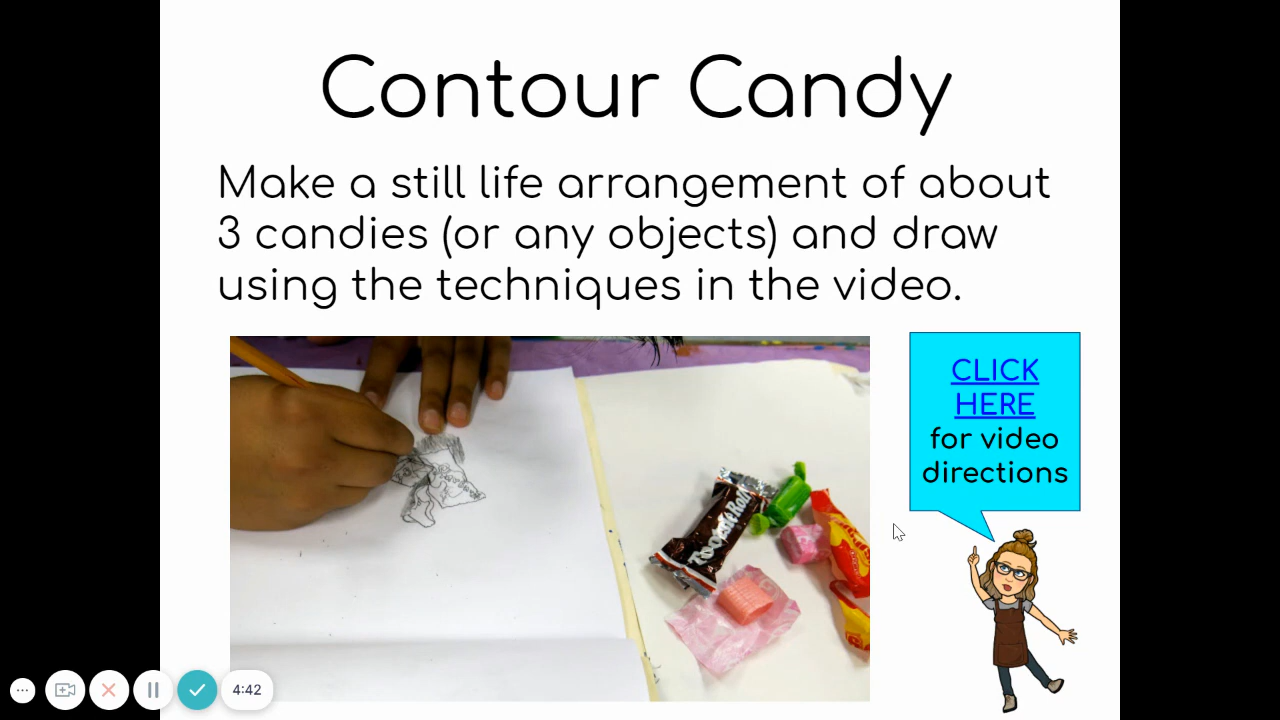 Contour Candy
Make a still life arrangement of about
3 candies (or any objects) and draw
using the techniques in the video.
CLICK
HERE
for video
directions
Tootsie Roll
4:42